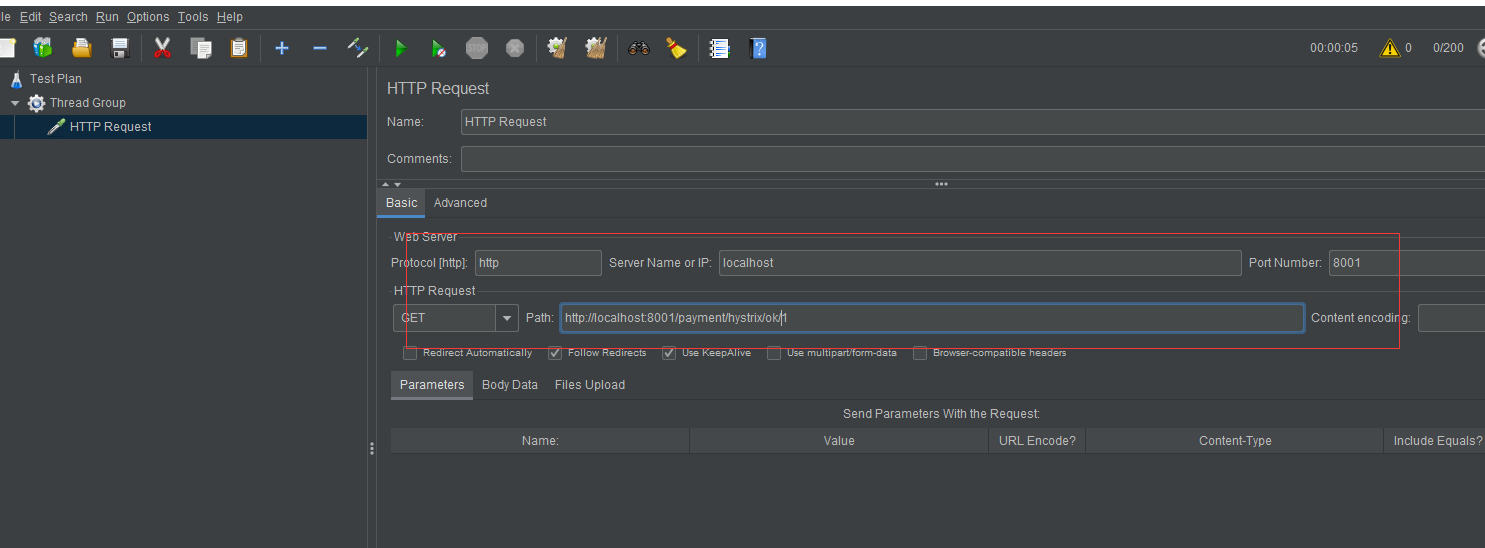 le Edit Search Run Options Tools Help
STOP 00:00:05 0 0/200
Test Plan
Thread Group
HTTP Request
HTTP Request
Name: HTTP Request
Comments:
Basic Advanced
Web Server
Protocol [http]: http Server Name or IP: localhost Port Number: 8001
HTTP Request
GET Path: http://localhost:8001/payment/hystrix/ok/1 Content encoding:
Redirect Automatically Follow Redirects Use KeepAlive Use multipart/form-data Browser-compatible headers
Parameters Body Data Files Upload
Send Parameters With the Request:
Name: Value URL Encode? Content-Type Include Equals?